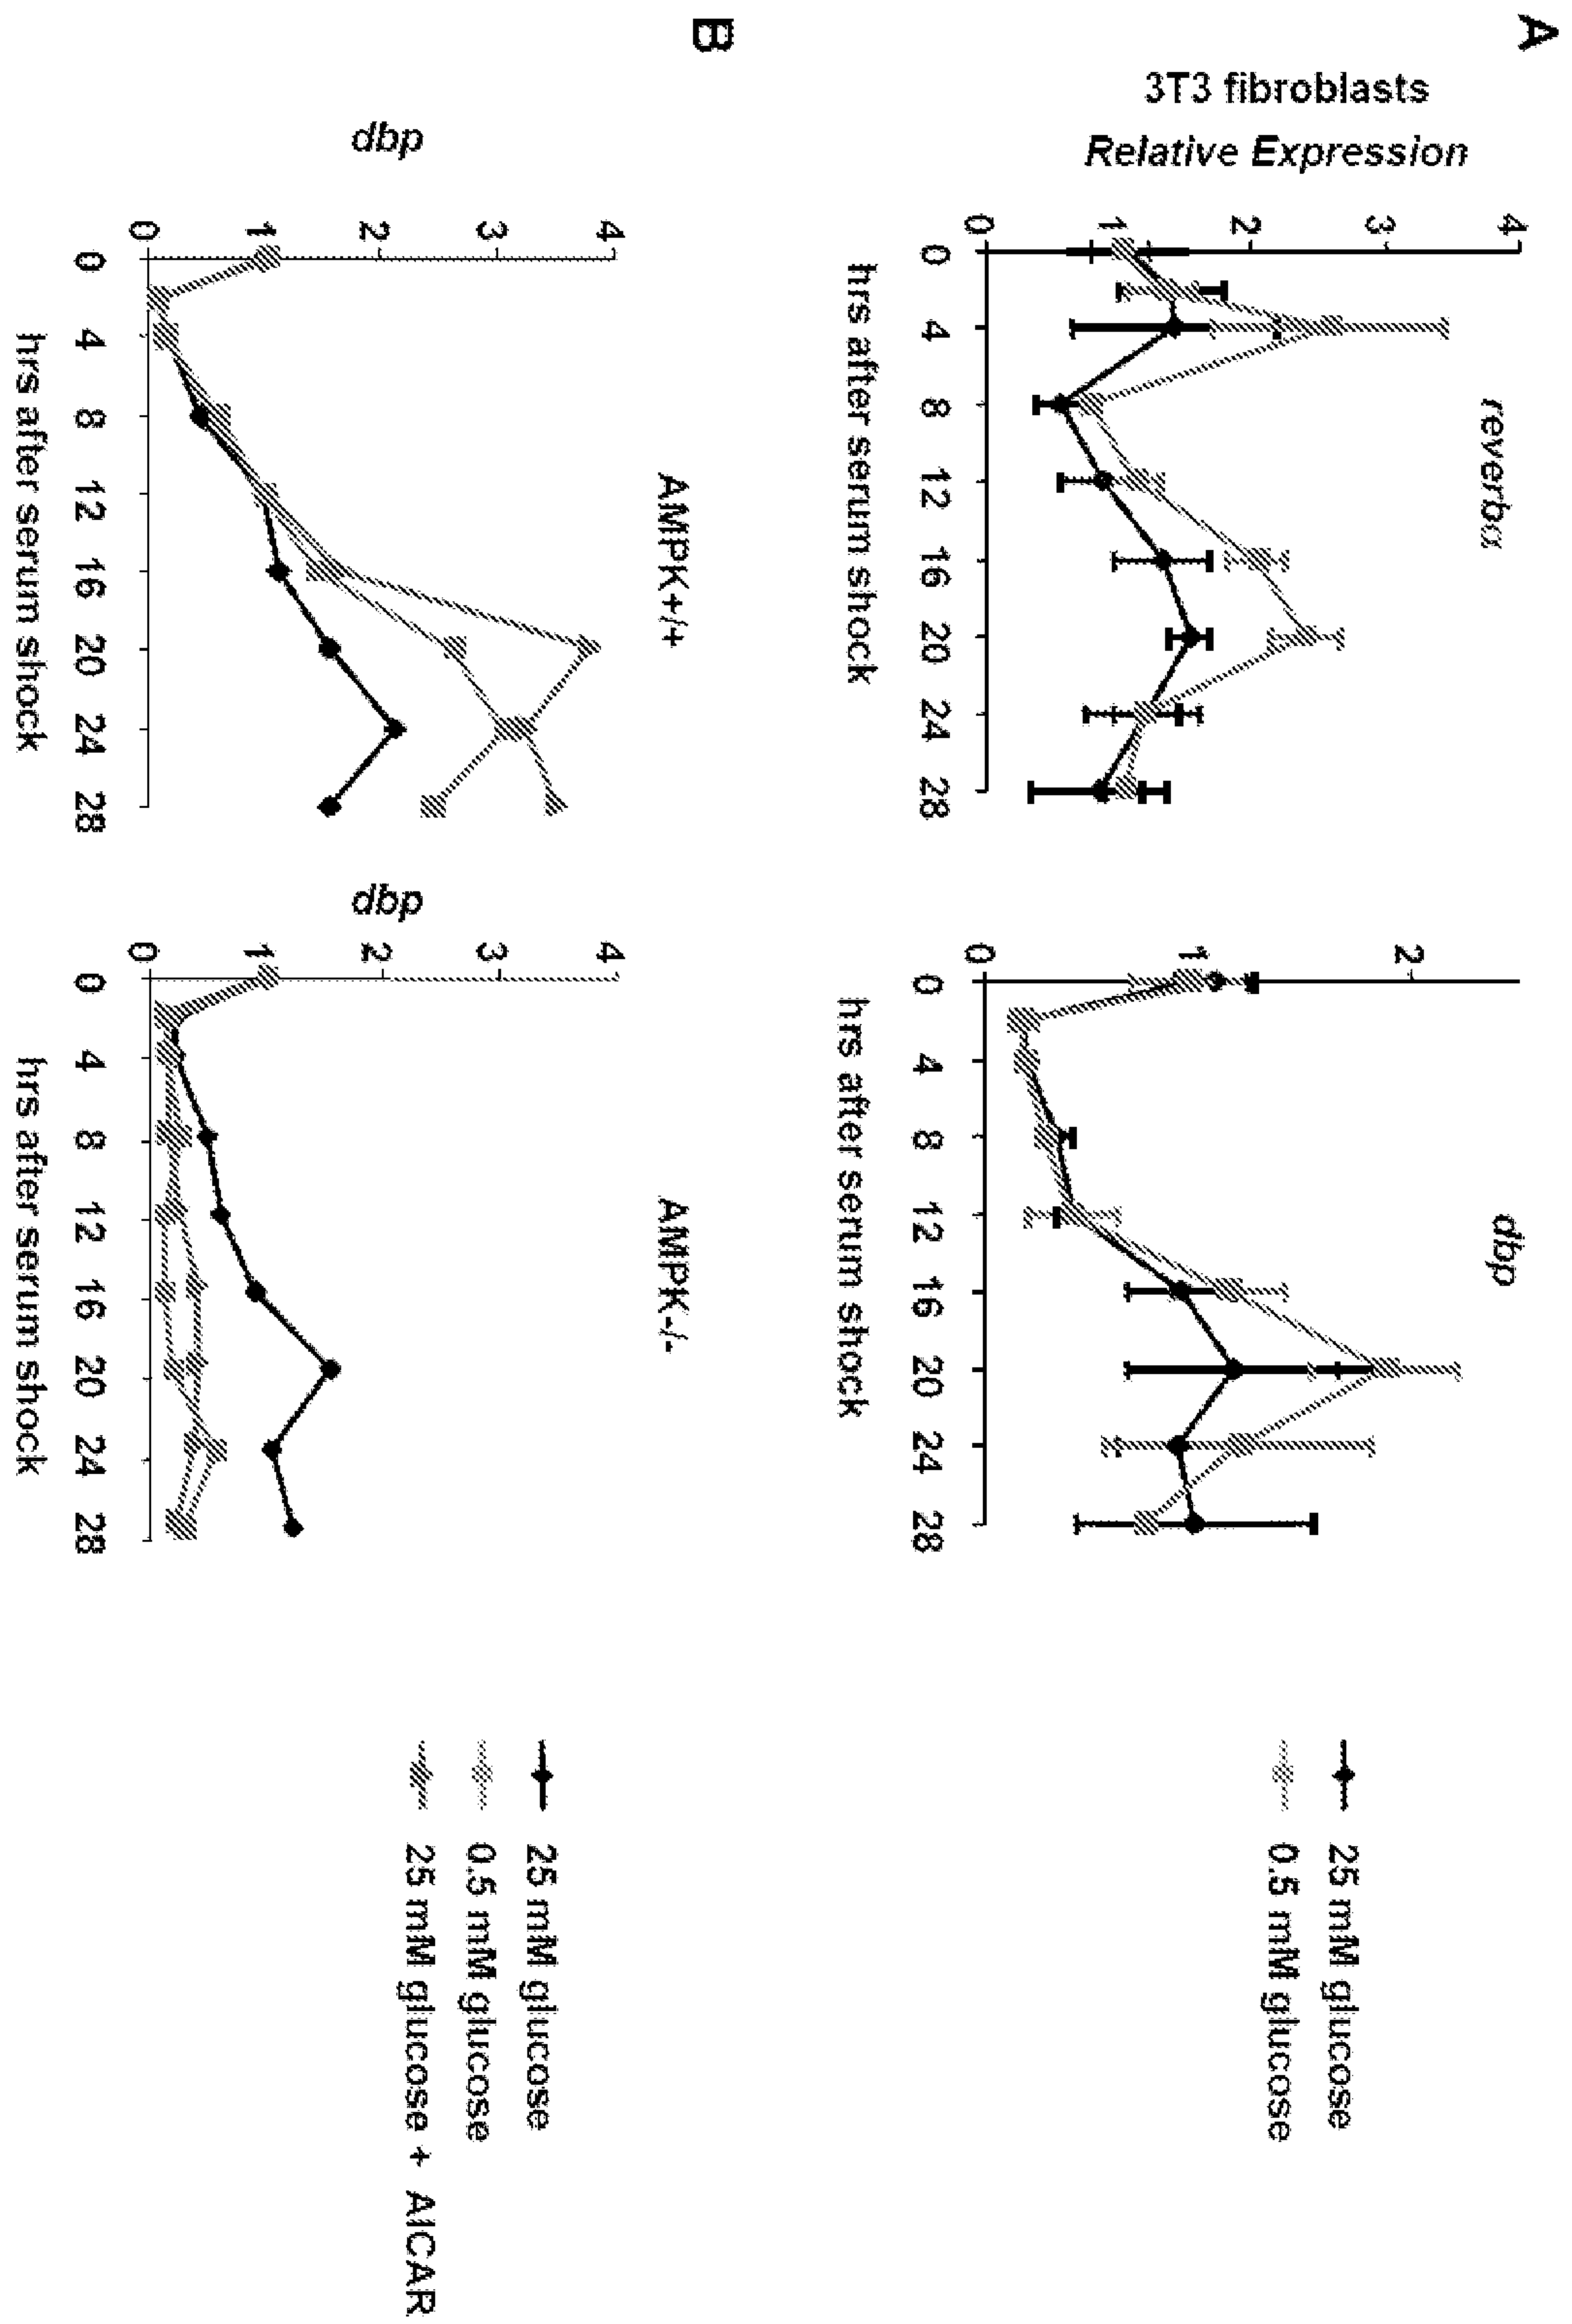 A
3T3 fibroblasts
Relative Expression
reverbα
4
3
2
1
0
0 4 8 12 16 20 24 28
hrs after serum shock
dbp
2
1
0
0 4 8 12 16 20 24 28
hrs after serum shock
25 mM glucose
0.5 mM glucose
B
dbp
AMPK+/+
4
3
2
1
0
0 4 8 12 16 20 24 28
hrs after serum shock
dbp
AMPK-/-
4
3
2
1
0
0 4 8 12 16 20 24 28
hrs after serum shock
25 mM glucose
0.5 mM glucose
25 mM glucose + AICAR